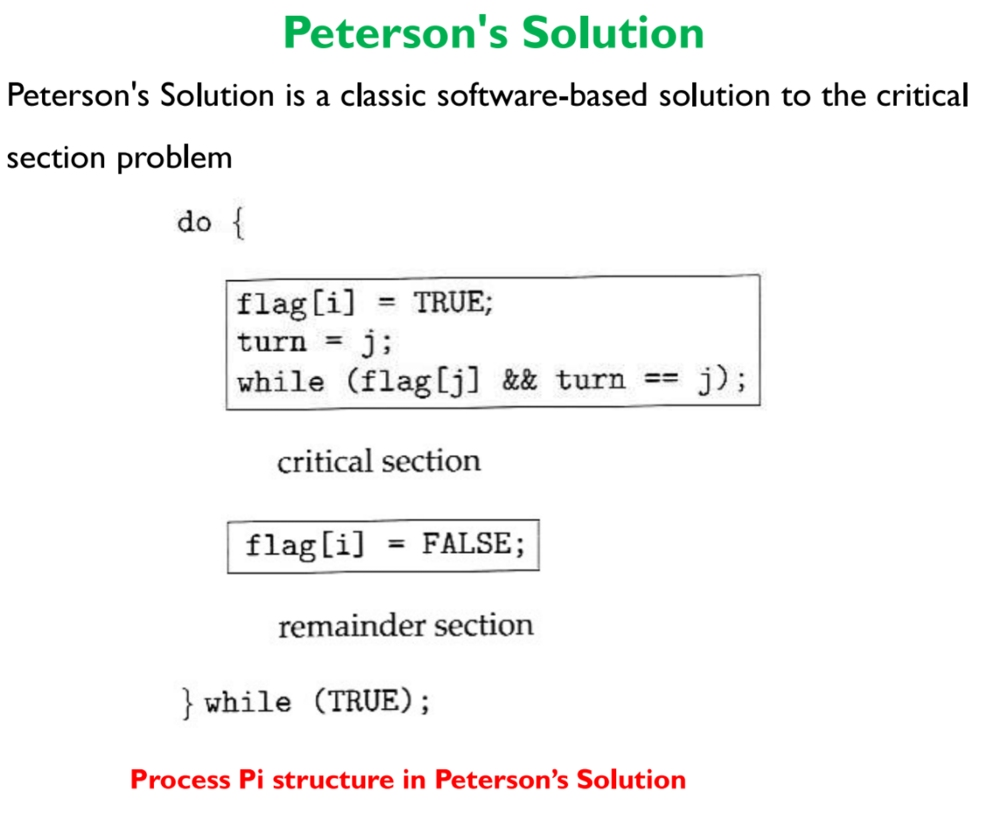 Peterson's Solution
Peterson's Solution is a classic software-based solution to the critical
section problem
do {
flag[i] = TRUE;
turn = j;
while (flag[j] && turn == j);
critical section
flag[i] = FALSE;
remainder section
} while (TRUE);
Process Pi structure in Peterson’s Solution